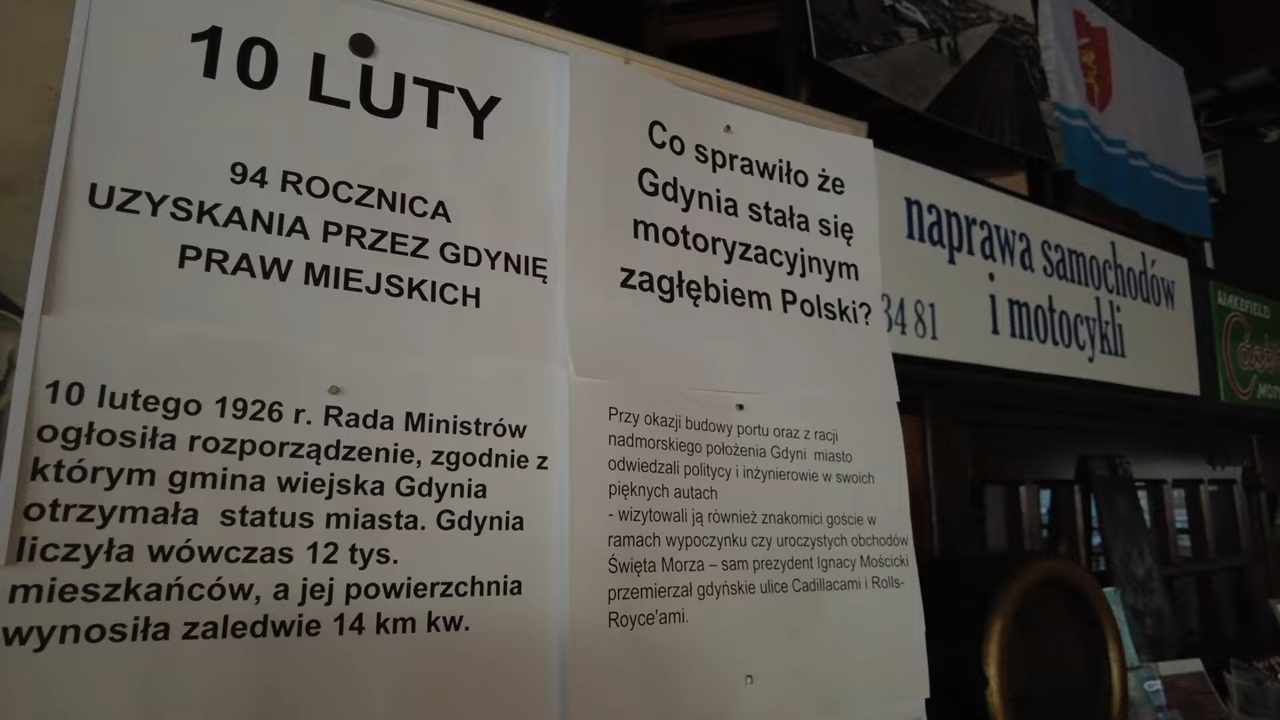 10 LUTY
94 ROCZNICA
UZYSKANIA PRZEZ GDYNIĘ
PRAW MIEJSKICH
10 lutego 1926 r. Rada Ministrów
ogłosiła rozporządzenie, zgodnie z
którym gmina wiejska Gdynia
otrzymała status miasta. Gdynia
liczyła wówczas 12 tys.
mieszkańców, a jej powierzchnia
wynosiła zaledwie 14 km kw.
Co sprawiło że
Gdynia stała się
motoryzacyjnym
zagłębiem Polski?
Przy okazji budowy portu oraz z racji
nadmorskiego położenia Gdyni miasto
odwiedzali politycy i inżynierowie w swoich
pięknych autach
- wizytowali ją również znakomici goście w
ramach wypoczynku czy uroczystych obchodów
Święta Morza – sam prezydent Ignacy Mościcki
przemierzał gdyńskie ulice Cadillacami i Rolls-
Royce'ami.
naprawa samochodów
i motocykli
34 81
WAKEFIELD